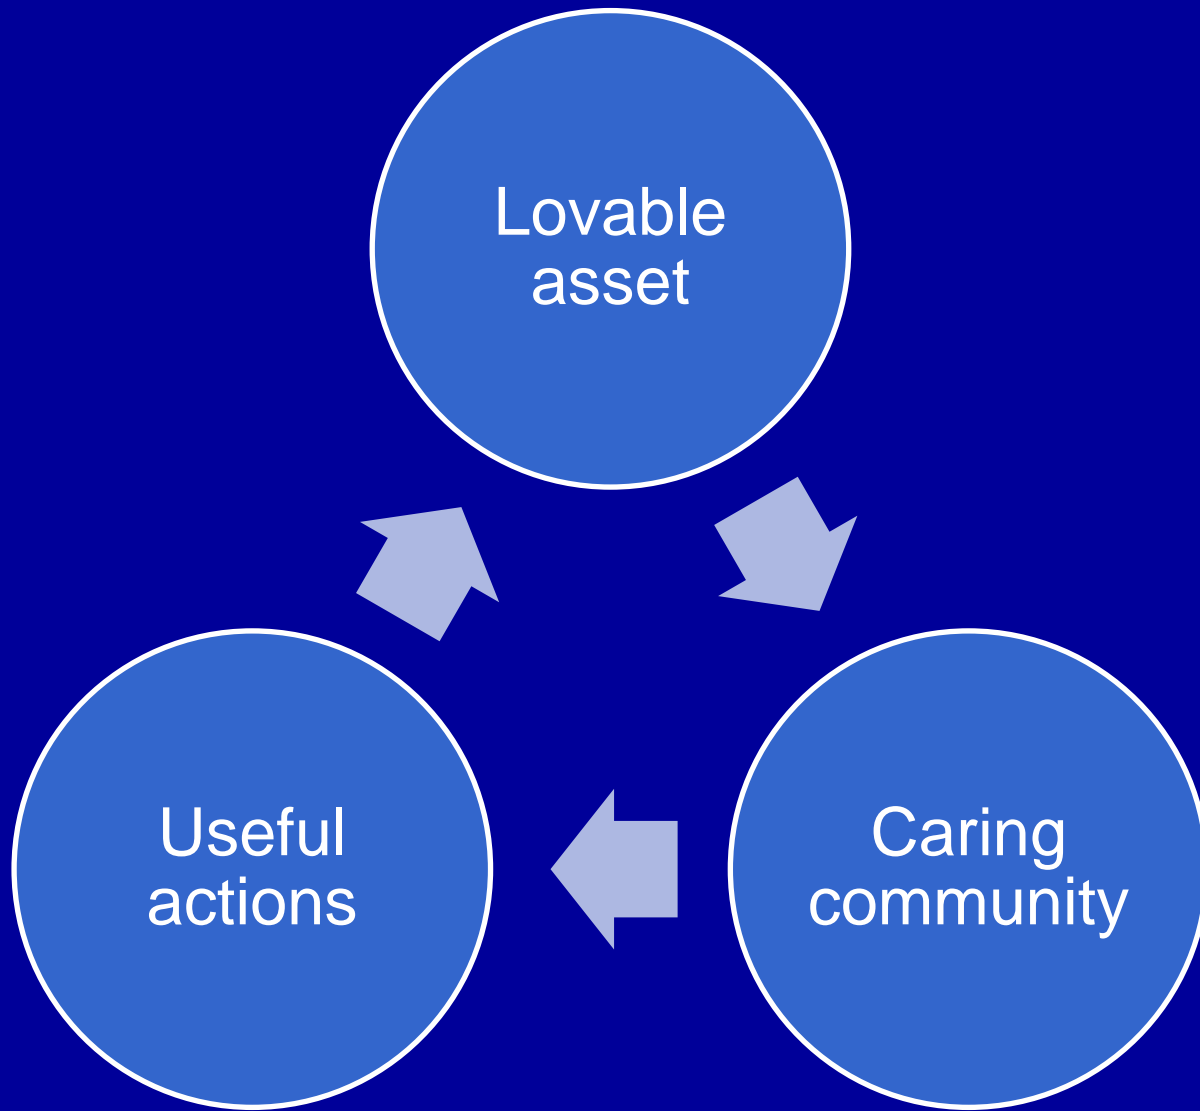 Lovable
asset
Caring
community
Useful
actions